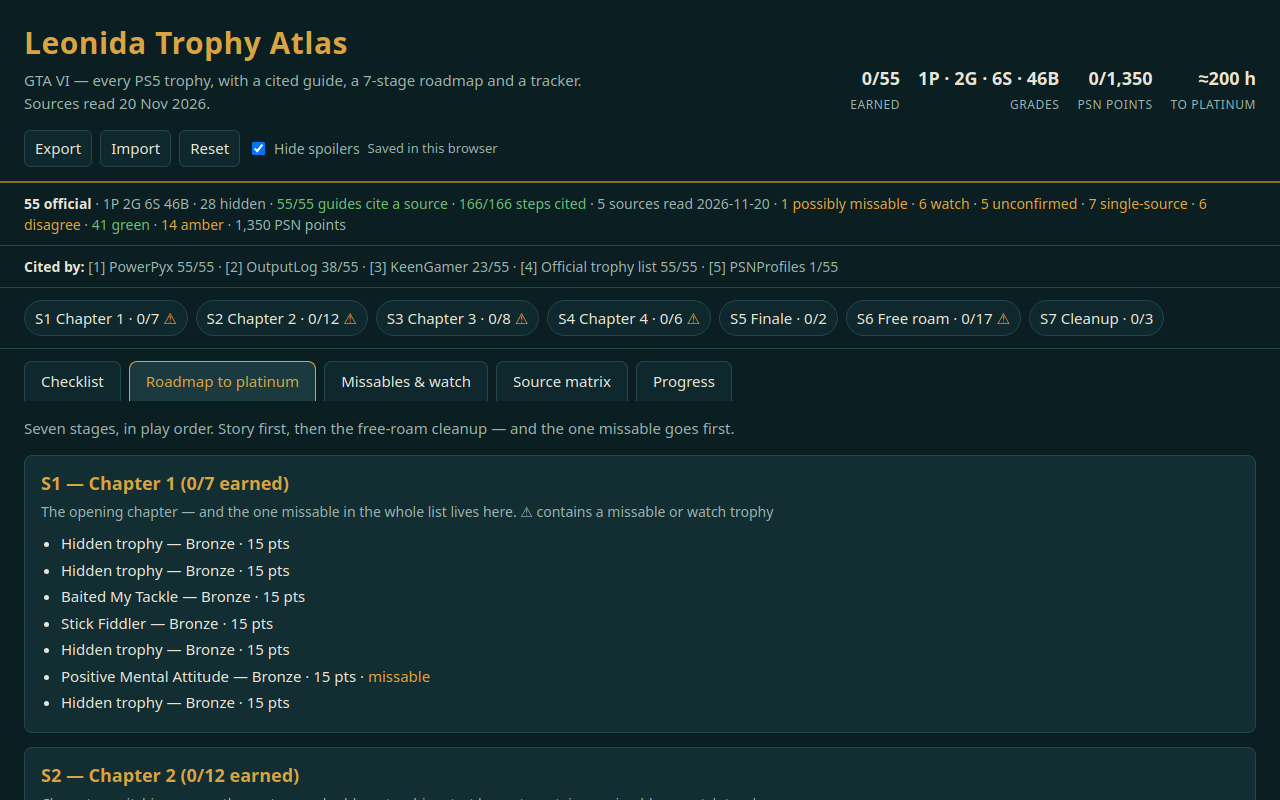 Leonida Trophy Atlas
GTA VI — every PS5 trophy, with a cited guide, a 7-stage roadmap and a tracker.
Sources read 20 Nov 2026.
0/55 1P · 2G · 6S · 46B 0/1,350 ≈200 h
EARNED GRADES PSN POINTS TO PLATINUM
Export Import Reset Hide spoilers Saved in this browser
55 official · 1P 2G 6S 46B · 28 hidden · 55/55 guides cite a source · 166/166 steps cited · 5 sources read 2026-11-20 · 1 possibly missable · 6 watch · 5 unconfirmed · 7 single-source · 6
disagree · 41 green · 14 amber · 1,350 PSN points
Cited by: [1] PowerPyx 55/55 · [2] OutputLog 38/55 · [3] KeenGamer 23/55 · [4] Official trophy list 55/55 · [5] PSNProfiles 1/55
S1 Chapter 1 · 0/7 ⚠ S2 Chapter 2 · 0/12 ⚠ S3 Chapter 3 · 0/8 ⚠ S4 Chapter 4 · 0/6 ⚠ S5 Finale · 0/2 S6 Free roam · 0/17 ⚠ S7 Cleanup · 0/3
Checklist Roadmap to platinum Missables & watch Source matrix Progress
Seven stages, in play order. Story first, then the free-roam cleanup — and the one missable goes first.
S1 — Chapter 1 (0/7 earned)
The opening chapter — and the one missable in the whole list lives here. ⚠ contains a missable or watch trophy
• Hidden trophy — Bronze · 15 pts
• Hidden trophy — Bronze · 15 pts
• Baited My Tackle — Bronze · 15 pts
• Stick Fiddler — Bronze · 15 pts
• Hidden trophy — Bronze · 15 pts
• Positive Mental Attitude — Bronze · 15 pts · missable
• Hidden trophy — Bronze · 15 pts
S2 — Chapter 2 (0/12 earned)